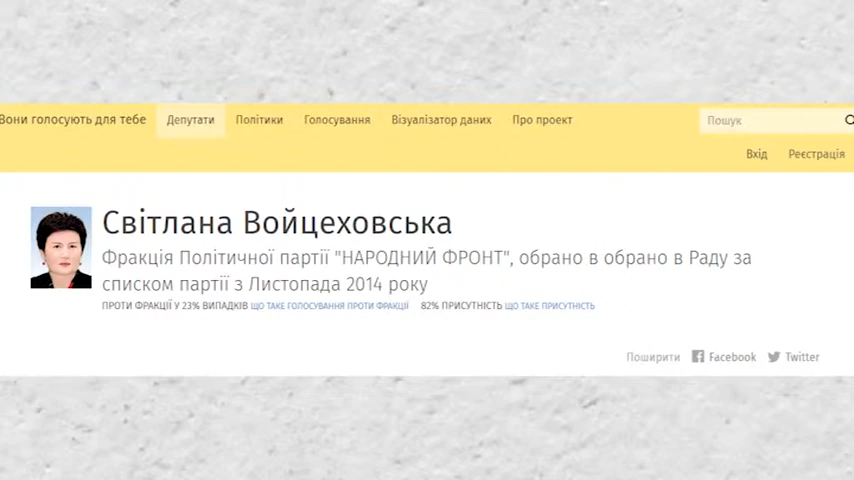 Вони голосують для тебе
Депутати
Політики
Голосування
Візуалізатор даних
Про проект
Пошук
Вхід
Реєстрація
Світлана Войцеховська
Фракція Політичної партії "НАРОДНИЙ ФРОНТ", обрано в обрано в Раду за
списком партії з Листопада 2014 року
ПРОТИ ФРАКЦІЇ У 23% ВИПАДКІВ ЩО ТАКЕ ГОЛОСУВАННЯ ПРОТИ ФРАКЦІЇ 82% ПРИСУТНІСТЬ ЩО ТАКЕ ПРИСУТНІСТЬ
Поширити Facebook Twitter